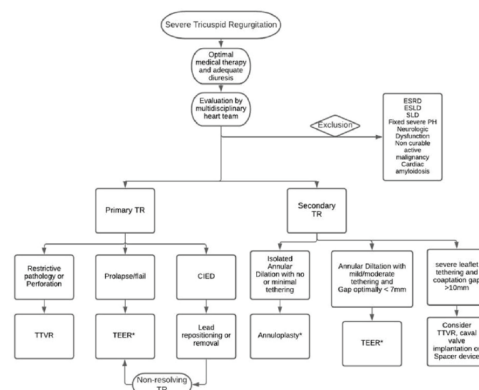 Severe Tricuspid Regurgitation
Optimal
medical therapy
and adequate
diuresis
Evaluation by
multidisciplinary
heart team
Exclusion
ESRD
ESLD
SLD
Fixed severe PH
Neurologic
Dysfunction
Non curable
active
malignancy
Cardiac
amyloidosis
Primary TR
Secondary
TR
Restrictive
pathology or
Perforation
Prolapse/flail
CIED
Isolated
Annular
Dilation with no
or minimal
tethering
Annular Diltation with
mild/moderate
tethering and
Gap optimally < 7mm
severe leaflet
tethering and
coaptation gap
>10mm
TTVR
TEER*
Lead
repositioning or
removal
Annuloplasty*
TEER*
Consider
TTVR, caval
valve
implantation or
Spacer device
Non-resolving
TR